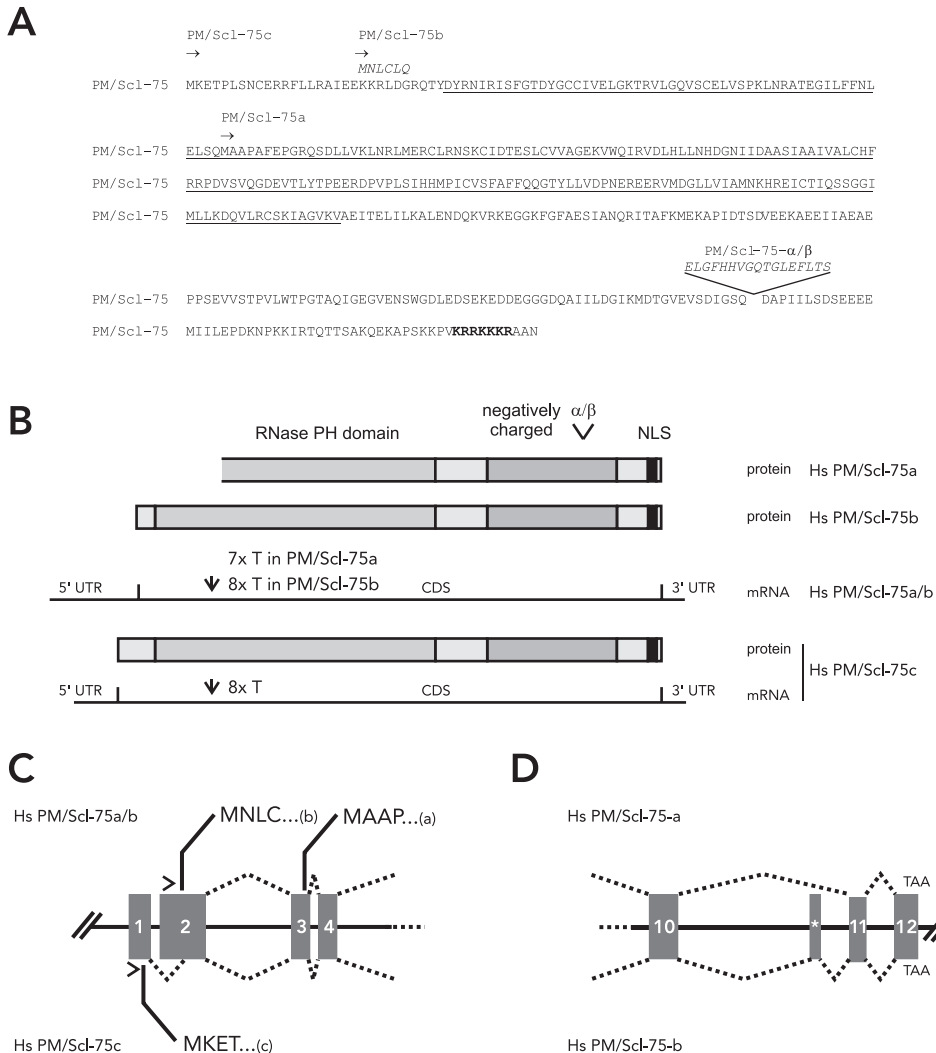 A
PM/Scl-75c PM/Scl-75b
→ →
MNLCLQ
PM/Scl-75 MKETPLSNCERRFLLRAIEEKKRLDGRQTYDYRNIRISFGTDYGCCIVELGKTRVLGQVSCELVSPKLNRATEGILFFNL
PM/Scl-75a
→
PM/Scl-75 ELSQMAAPAFEPGRQSDLLVKLNRLMERCLRNSKCIDTESLCVVAGEKVWQIRVDLHLLNHDGNIIDAASIAAIVALCHF
PM/Scl-75 RRPDVSVQGDEVTLYTPEERDPVPLSIHHMPICVSFAFFQQGTYLLVDPNEREERVMDGLLVIAMNKHREICTIQSSGGI
PM/Scl-75 MLLKDQVLRCSKIAGVKVAEITELILKALENDQKVRKEGGKFGFAESIANQRITAFKMEKAPIDTSDVEEKAEEIIAEAE
PM/Scl-75-α/β
ELGFHHVGQTGLEFLTS
PM/Scl-75 PPSEVVSTPVLWTPGTAQIGEGVENSWGDLEDSEKEDDEGGGDQAIILDGIKMDTGVEVSDIGSQ DAPIILSDSEEEE
PM/Scl-75 MIILEPDKNPKKIRTQTTSAKQEKAPSKKPVKRRKKKRAAN
B
RNase PH domain negatively charged α/β NLS
protein Hs PM/Scl-75a
protein Hs PM/Scl-75b
7x T in PM/Scl-75a
5' UTR 8x T in PM/Scl-75b CDS 3' UTR mRNA Hs PM/Scl-75a/b
protein
Hs PM/Scl-75c
5' UTR 8x T CDS 3' UTR mRNA
C
Hs PM/Scl-75a/b MNLC...(b) MAAP...(a)
1 2 3 4
Hs PM/Scl-75c MKET...(c)
D
Hs PM/Scl-75-a
TAA
10 * 11 12
TAA
Hs PM/Scl-75-b